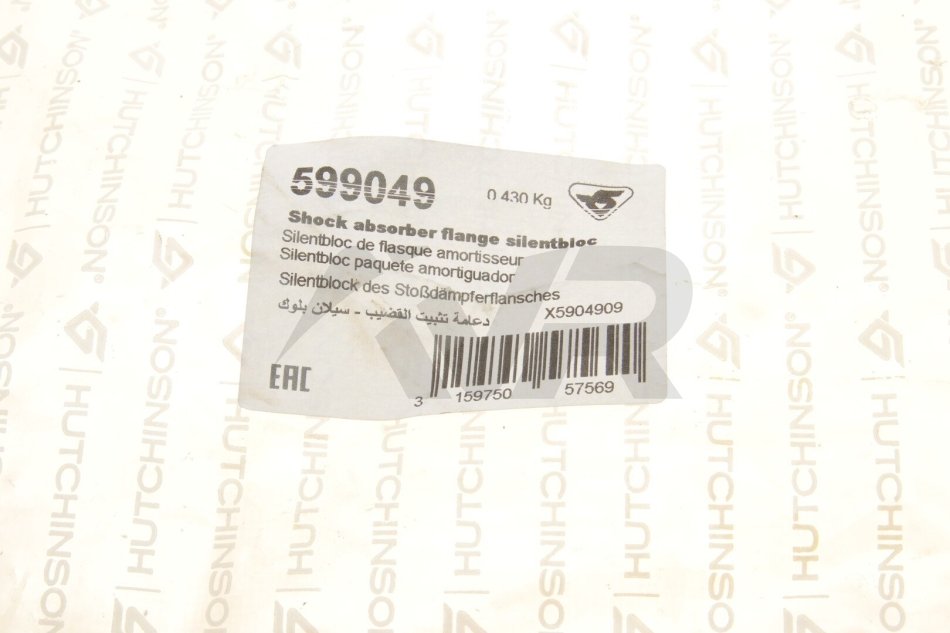 599049
0.430 Kg
Shock absorber flange silentbloc
Silentbloc de flasque amortisseur
Silentbloc paquete amortiguador
Silentblock des Stoßdämpferflansches
دعامة تثبيت القضيب - سيلان بلوك
X5904909
EAC
3 159750 57569
HUTCHINSON